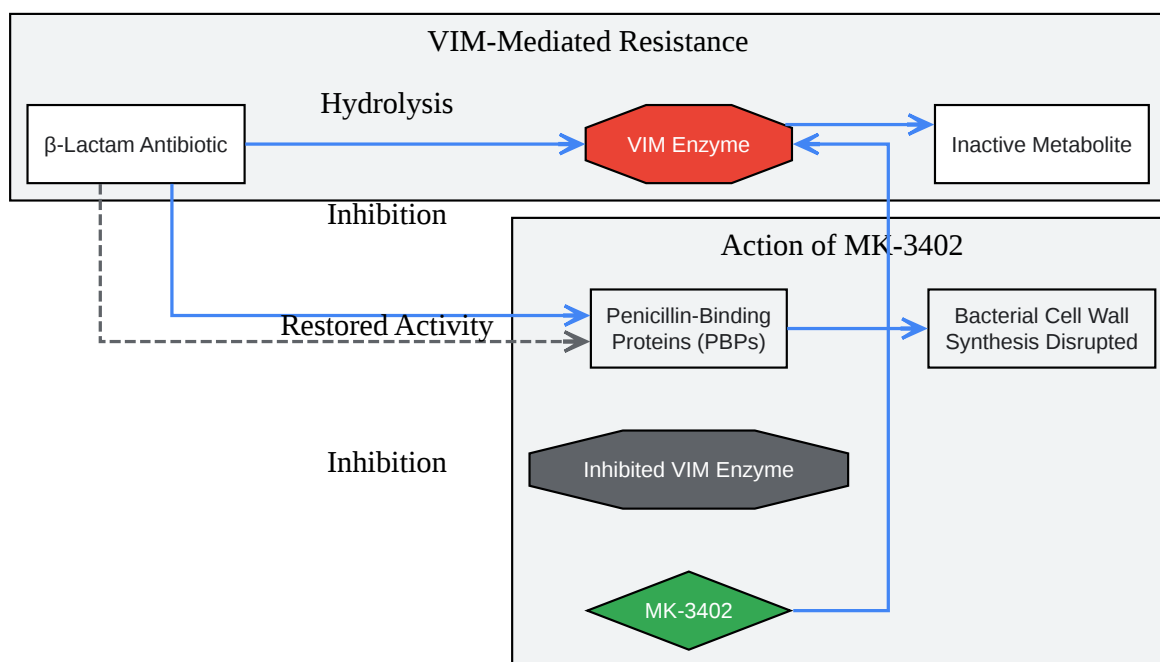 VIM-Mediated Resistance
Hydrolysis
β-Lactam Antibiotic
VIM Enzyme
Inactive Metabolite
Inhibition
Action of MK-3402
Restored Activity
Penicillin-Binding
Proteins (PBPs)
Bacterial Cell Wall
Synthesis Disrupted
Inhibition
Inhibited VIM Enzyme
MK-3402